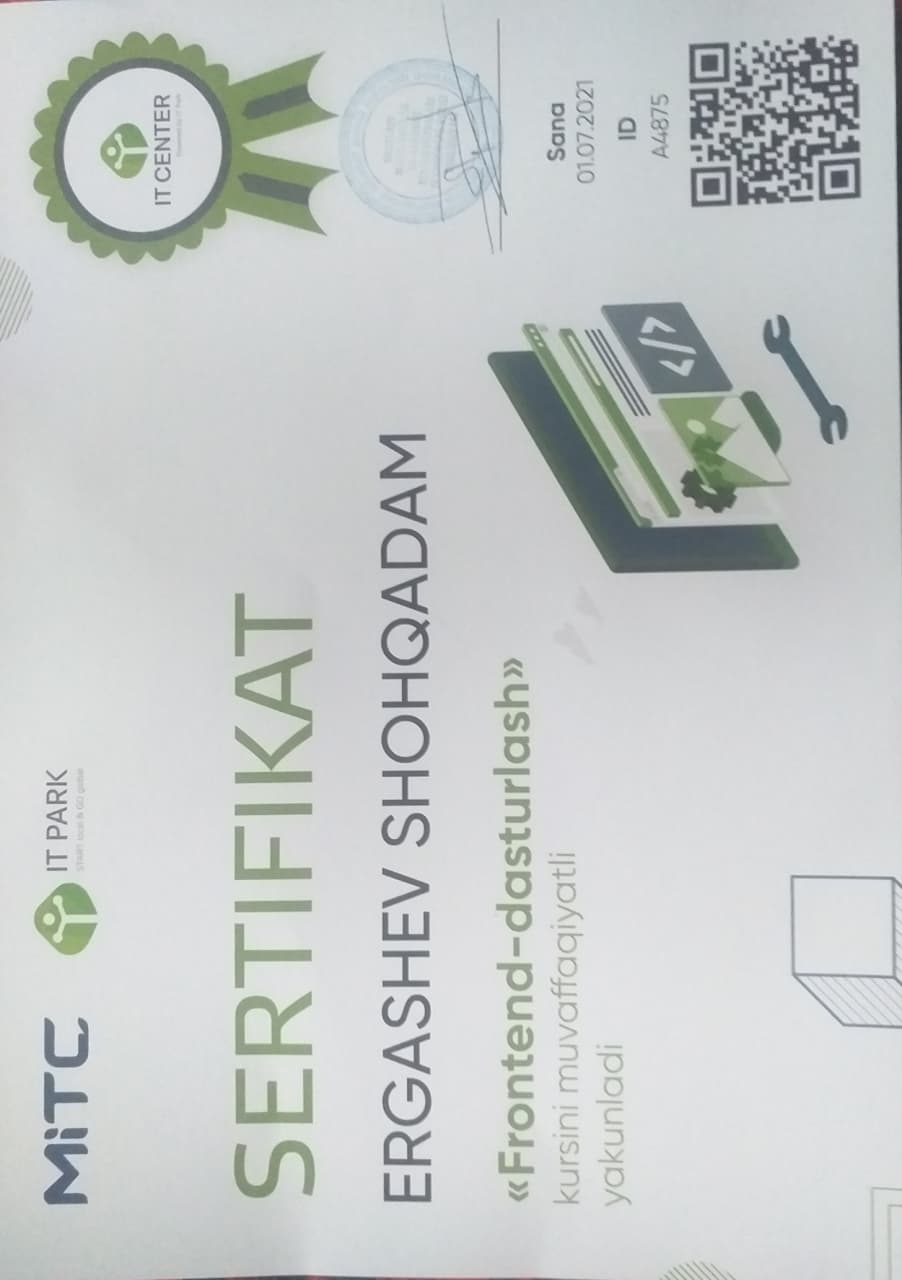 MiTC
IT PARK
START local & GO global
IT CENTER
SERTIFIKAT
ERGASHEV SHOHQADAM
«Frontend-dasturlash»
kursini muvaffaqiyatli
yakunladi
</>
Sana
01.07.2021
ID
A4875